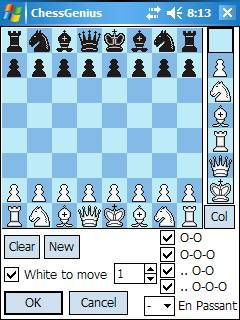 ChessGenius 8:13
Col
Clear New
O-O
O-O-O
White to move 1
.. O-O
.. O-O-O
OK Cancel - En Passant